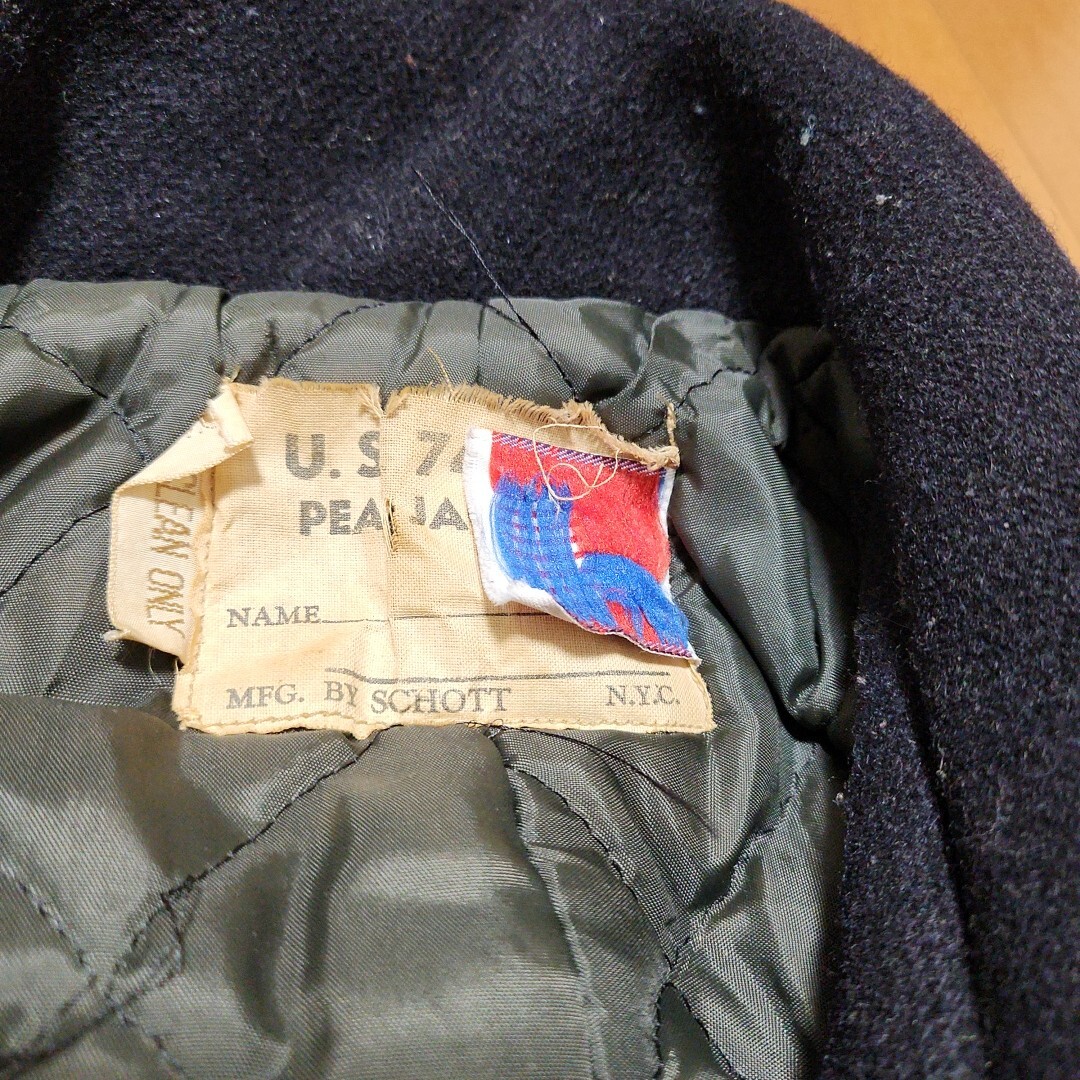 U. S 74
PEA JA
NAME
MFG. BY SCHOTT N.Y.C.
CLEAN ONLY